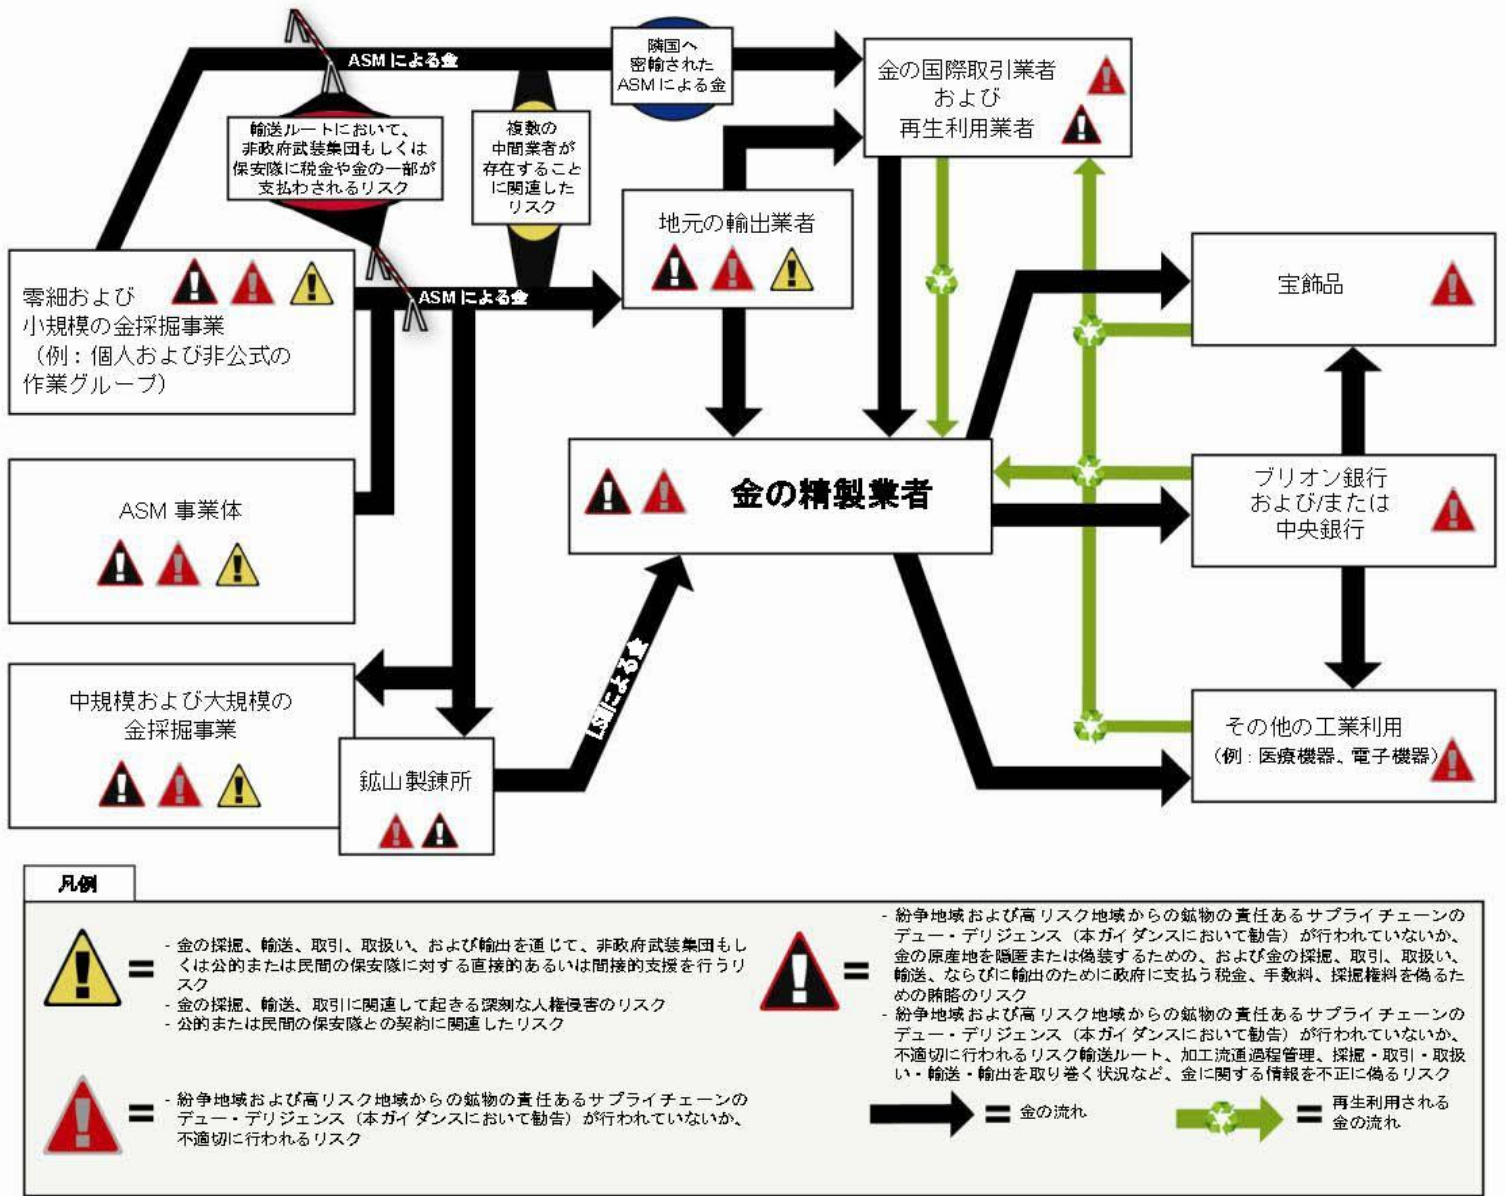 ASM による金
隣国へ
密輸された
ASM による金
金の国際取引業者
および
再生利用業者
輸送ルートにおいて、
非政府武装集団もしくは
保安隊に税金や金の一部が
支払わされるリスク
複数の
中間業者が
存在すること
に関連した
リスク
地元の輸出業者
零細および
小規模の金採掘事業
（例：個人および非公式の
作業グループ）
ASM による金
宝飾品
ASM 事業体
金の精製業者
ブリオン銀行
および/または
中央銀行
中規模および大規模の
金採掘事業
鉱山製錬所
LSMによる金
その他の工業利用
（例：医療機器、電子機器）
凡例
=
- 金の採掘、輸送、取引、取扱い、および輸出を通じて、非政府武装集団もし
くは公的または民間の保安隊に対する直接的あるいは間接的支援を行うリ
スク
- 金の採掘、輸送、取引に関連して起きる深刻な人権侵害のリスク
- 公的または民間の保安隊との契約に関連したリスク
=
- 紛争地域および高リスク地域からの鉱物の責任あるサプライチェーンの
デュー・デリジェンス（本ガイダンスにおいて勧告）が行われていないか、
不適切に行われるリスク
=
- 紛争地域および高リスク地域からの鉱物の責任あるサプライチェーンの
デュー・デリジェンス（本ガイダンスにおいて勧告）が行われていないか、
金の原産地を隠匿または偽装するための、および金の採掘、取引、取扱い、
輸送、ならびに輸出のために政府に支払う税金、手数料、採掘権料を偽るた
めの賄賂のリスク
- 紛争地域および高リスク地域からの鉱物の責任あるサプライチェーンの
デュー・デリジェンス（本ガイダンスにおいて勧告）が行われていないか、
不適切に行われるリスク輸送ルート、加工流通過程管理、採掘・取引・取扱
い・輸送・輸出を取り巻く状況など、金に関する情報を不正に偽るリスク
= 金の流れ
= 再生利用される
金の流れ